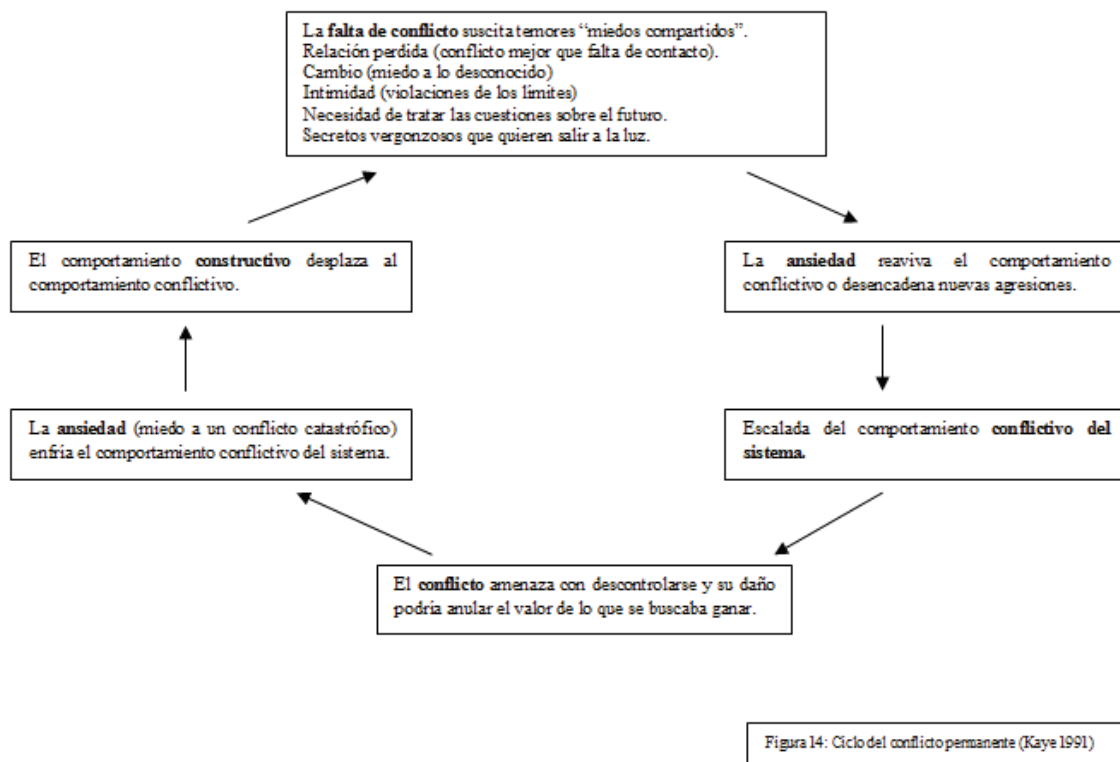 La falta de conflicto suscita temores “miedos compartidos”.
Relación perdida (conflicto mejor que falta de contacto).
Cambio (miedo a lo desconocido)
Intimidad (violaciones de los límites)
Necesidad de tratar las cuestiones sobre el futuro.
Secretos vergonzosos que quieren salir a la luz.
El comportamiento constructivo desplaza al
comportamiento conflictivo.
La ansiedad reaviva el comportamiento
conflictivo o desencadena nuevas agresiones.
La ansiedad (miedo a un conflicto catastrófico)
enfría el comportamiento conflictivo del sistema.
Escalada del comportamiento conflictivo del
sistema.
El conflicto amenaza con descontrolarse y su daño
podría anular el valor de lo que se buscaba ganar.
Figura 14: Ciclo del conflicto permanente (Kaye 1991)